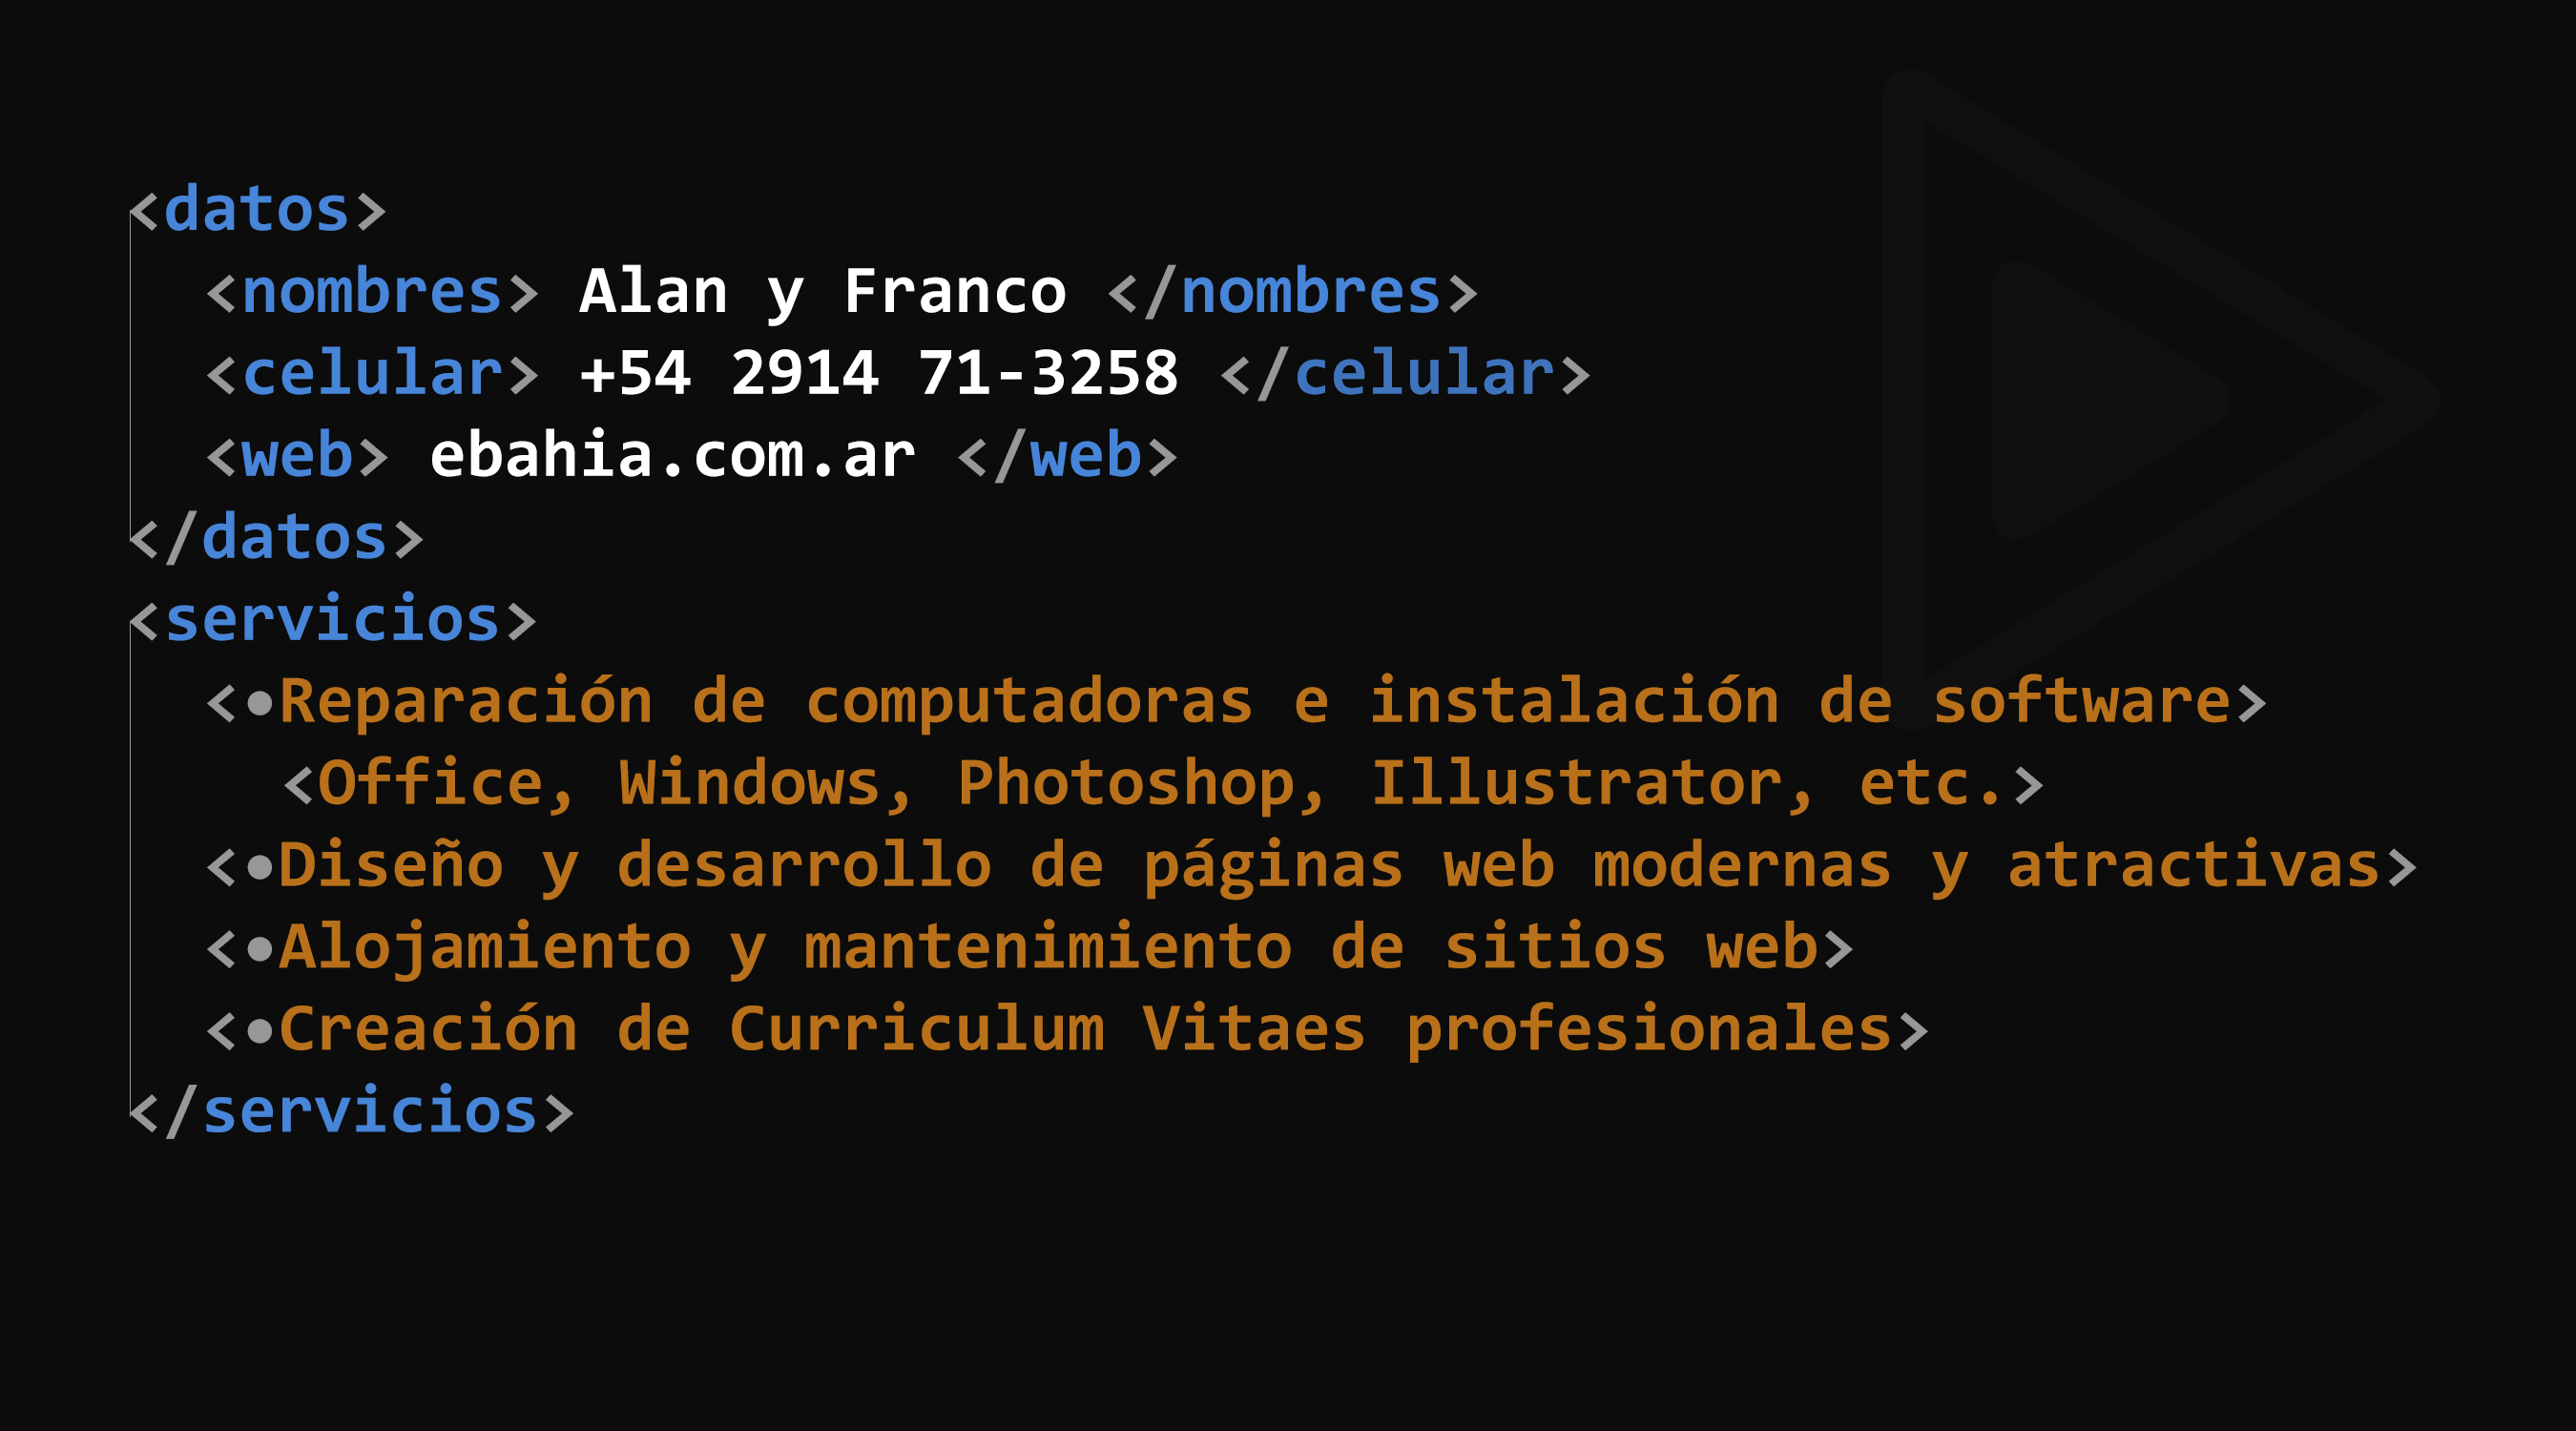 <datos>
<nombres> Alan y Franco </nombres>
<celular> +54 2914 71-3258 </celular>
<web> ebahia.com.ar </web>
</datos>
<servicios>
<•Reparación de computadoras e instalación de software>
<Office, Windows, Photoshop, Illustrator, etc.>
<•Diseño y desarrollo de páginas web modernas y atractivas>
<•Alojamiento y mantenimiento de sitios web>
<•Creación de Curriculum Vitaes profesionales>
</servicios>